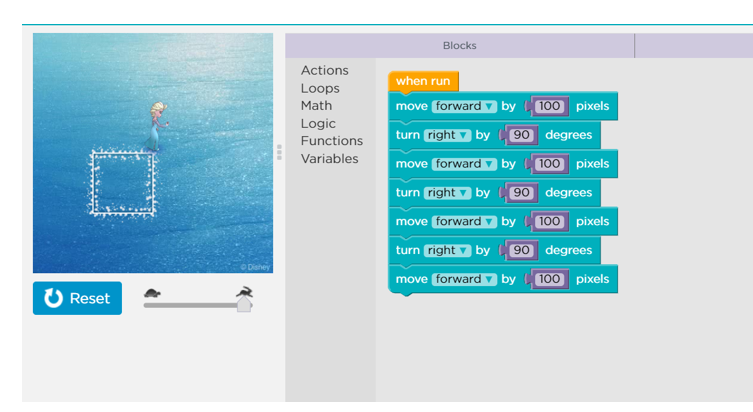 Blocks
Actions
Loops
Math
Logic
Functions
Variables
when run
move forward by 100 pixels
turn right by 90 degrees
move forward by 100 pixels
turn right by 90 degrees
move forward by 100 pixels
turn right by 90 degrees
move forward by 100 pixels
© Disney
Reset